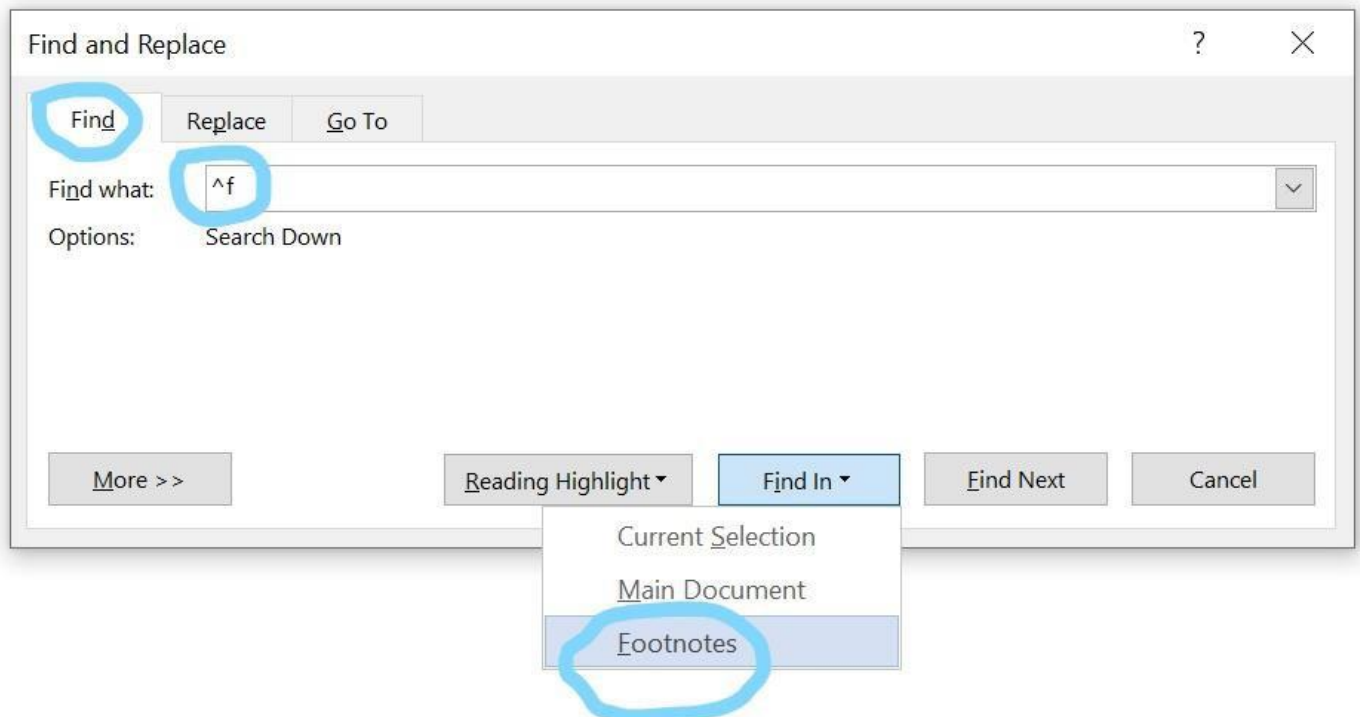 Find and Replace ?
Find Replace Go To
Find what: ^f
Options: Search Down
More >> Reading Highlight Find In Find Next Cancel
Current Selection
Main Document
Footnotes